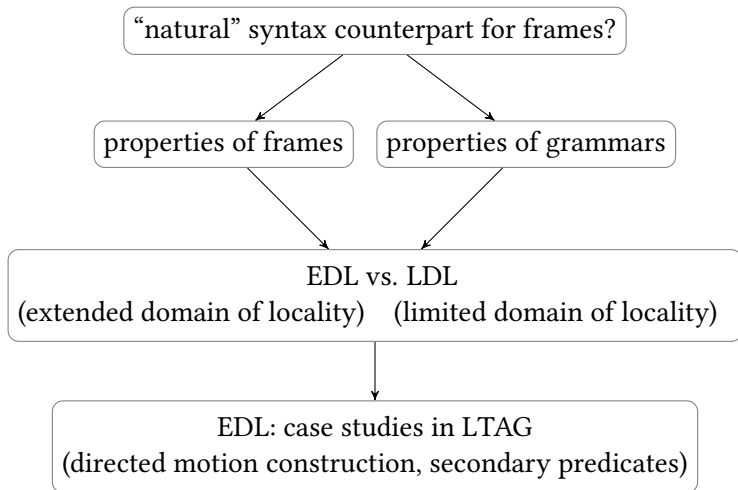 “natural” syntax counterpart for frames?
properties of frames
properties of grammars
EDL vs. LDL
(extended domain of locality) (limited domain of locality)
EDL: case studies in LTAG
(directed motion construction, secondary predicates)